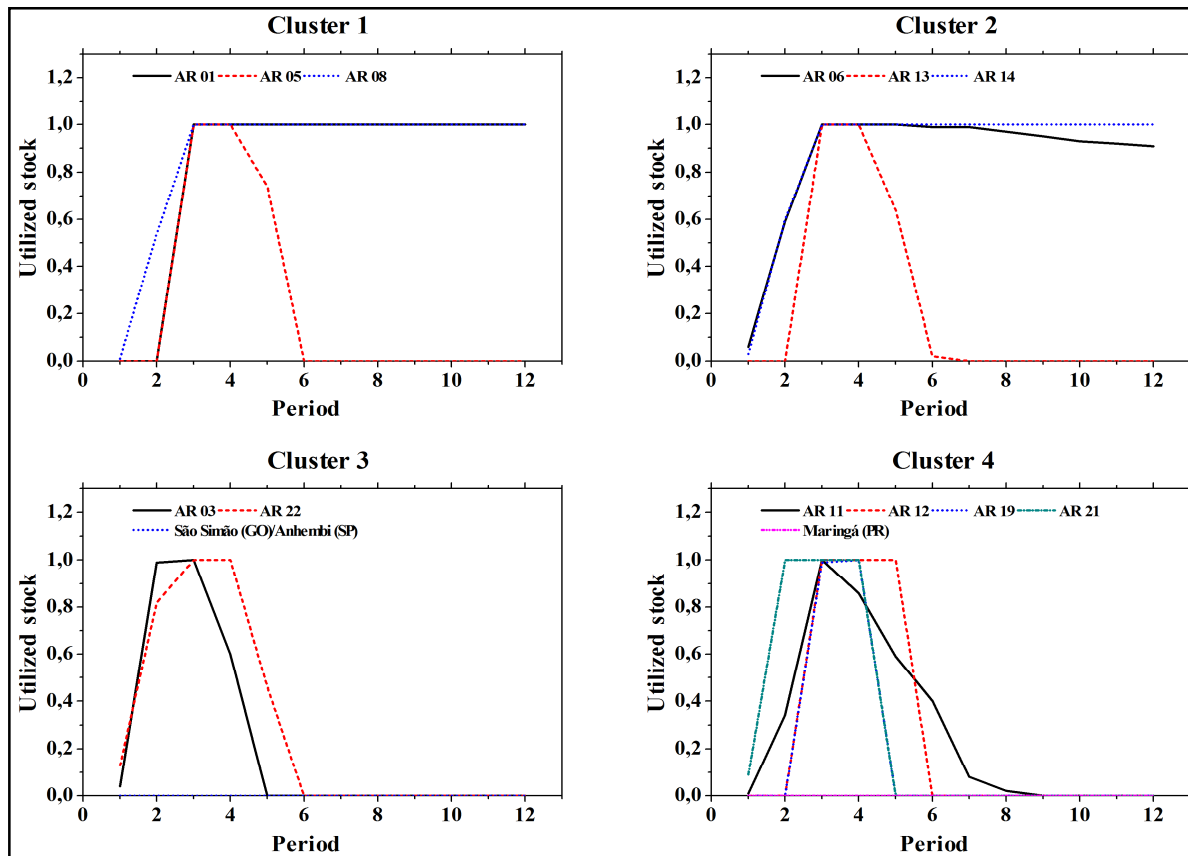 Cluster 1
AR 01 AR 05 AR 08
Utilized stock
1,2
1,0
0,8
0,6
0,4
0,2
0,0
0 2 4 6 8 10 12
Period
Cluster 2
AR 06 AR 13 AR 14
Utilized stock
1,2
1,0
0,8
0,6
0,4
0,2
0,0
0 2 4 6 8 10 12
Period
Cluster 3
AR 03 AR 22
São Simão (GO)/Anhembi (SP)
Utilized stock
1,2
1,0
0,8
0,6
0,4
0,2
0,0
0 2 4 6 8 10 12
Period
Cluster 4
AR 11 AR 12 AR 19 AR 21
Maringá (PR)
Utilized stock
1,2
1,0
0,8
0,6
0,4
0,2
0,0
0 2 4 6 8 10 12
Period